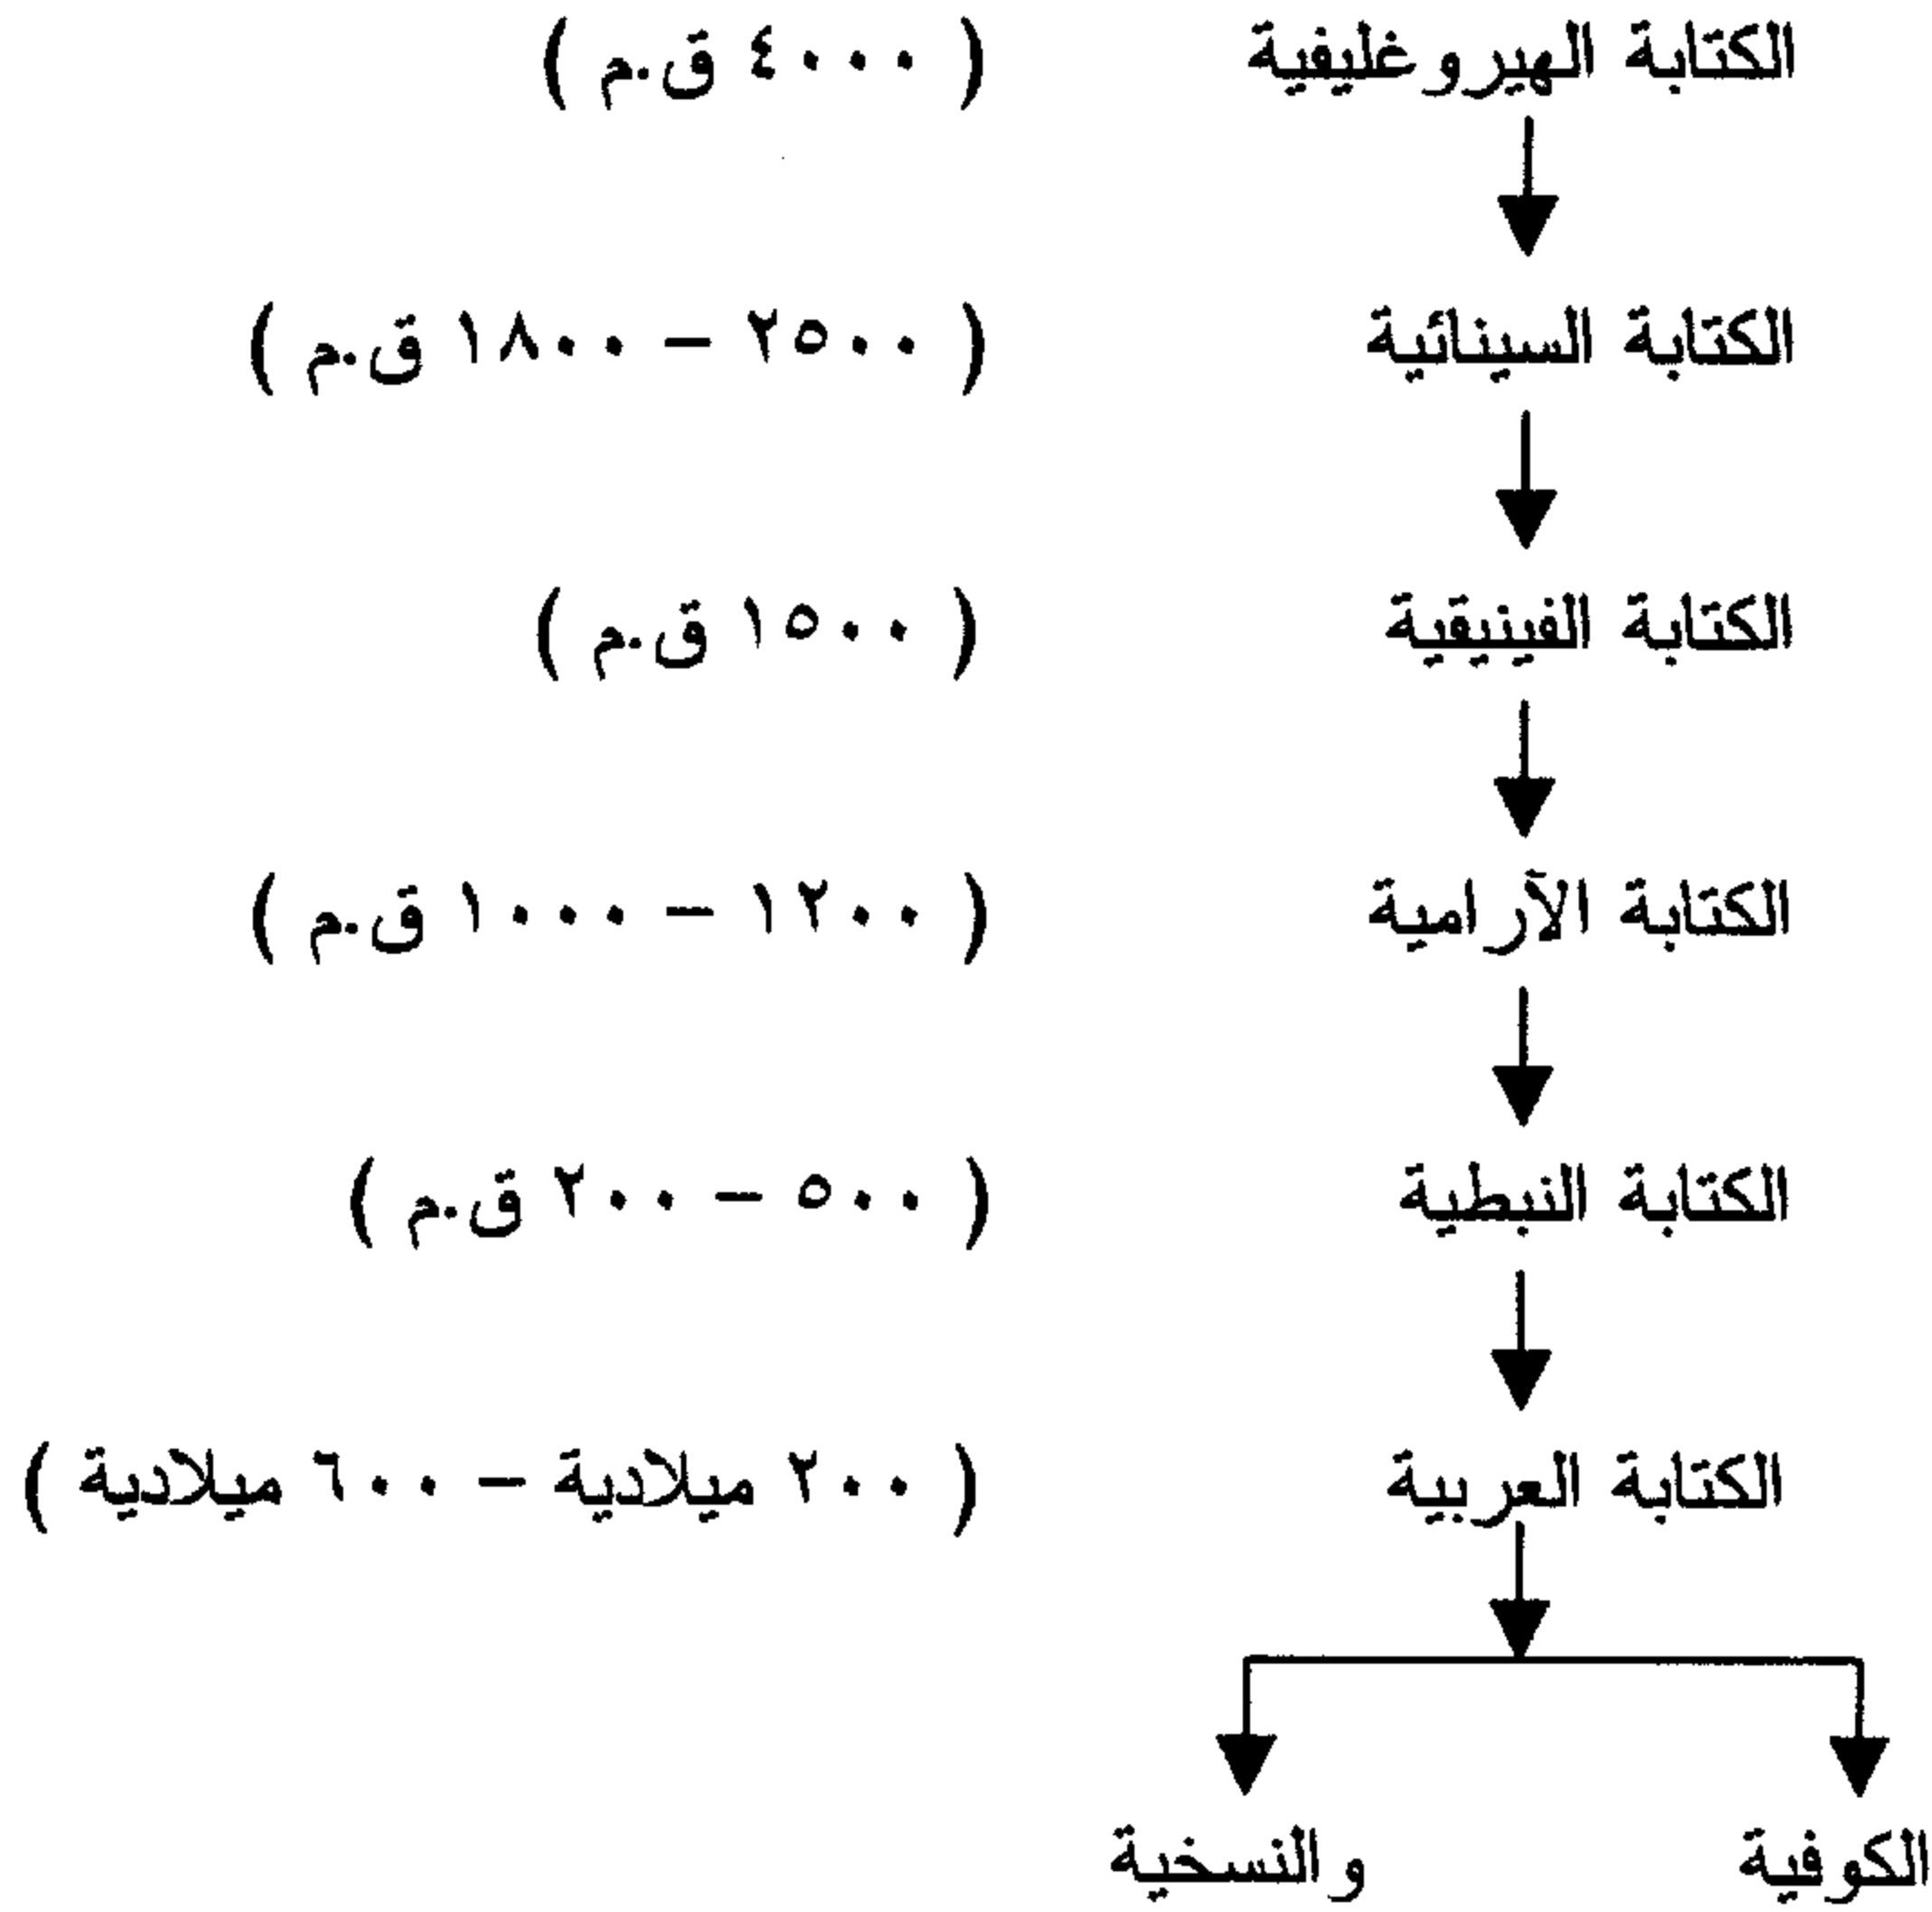 الكتابة الهيروغليفية ( ٤٠٠٠ ق.م )
الكتابة السينائية ( ٢٥٠٠ – ١٨٠٠ ق.م )
الكتابة الفينيقية ( ١٥٠٠ ق.م )
الكتابة الآرامية ( ١٢٠٠ – ١٠٠٠ ق.م )
الكتابة النبطية ( ٥٠٠ – ٢٠٠ ق.م )
الكتابة العربية ( ٢٠٠ ميلادية – ٦٠٠ ميلادية )
الكوفية والنسخية